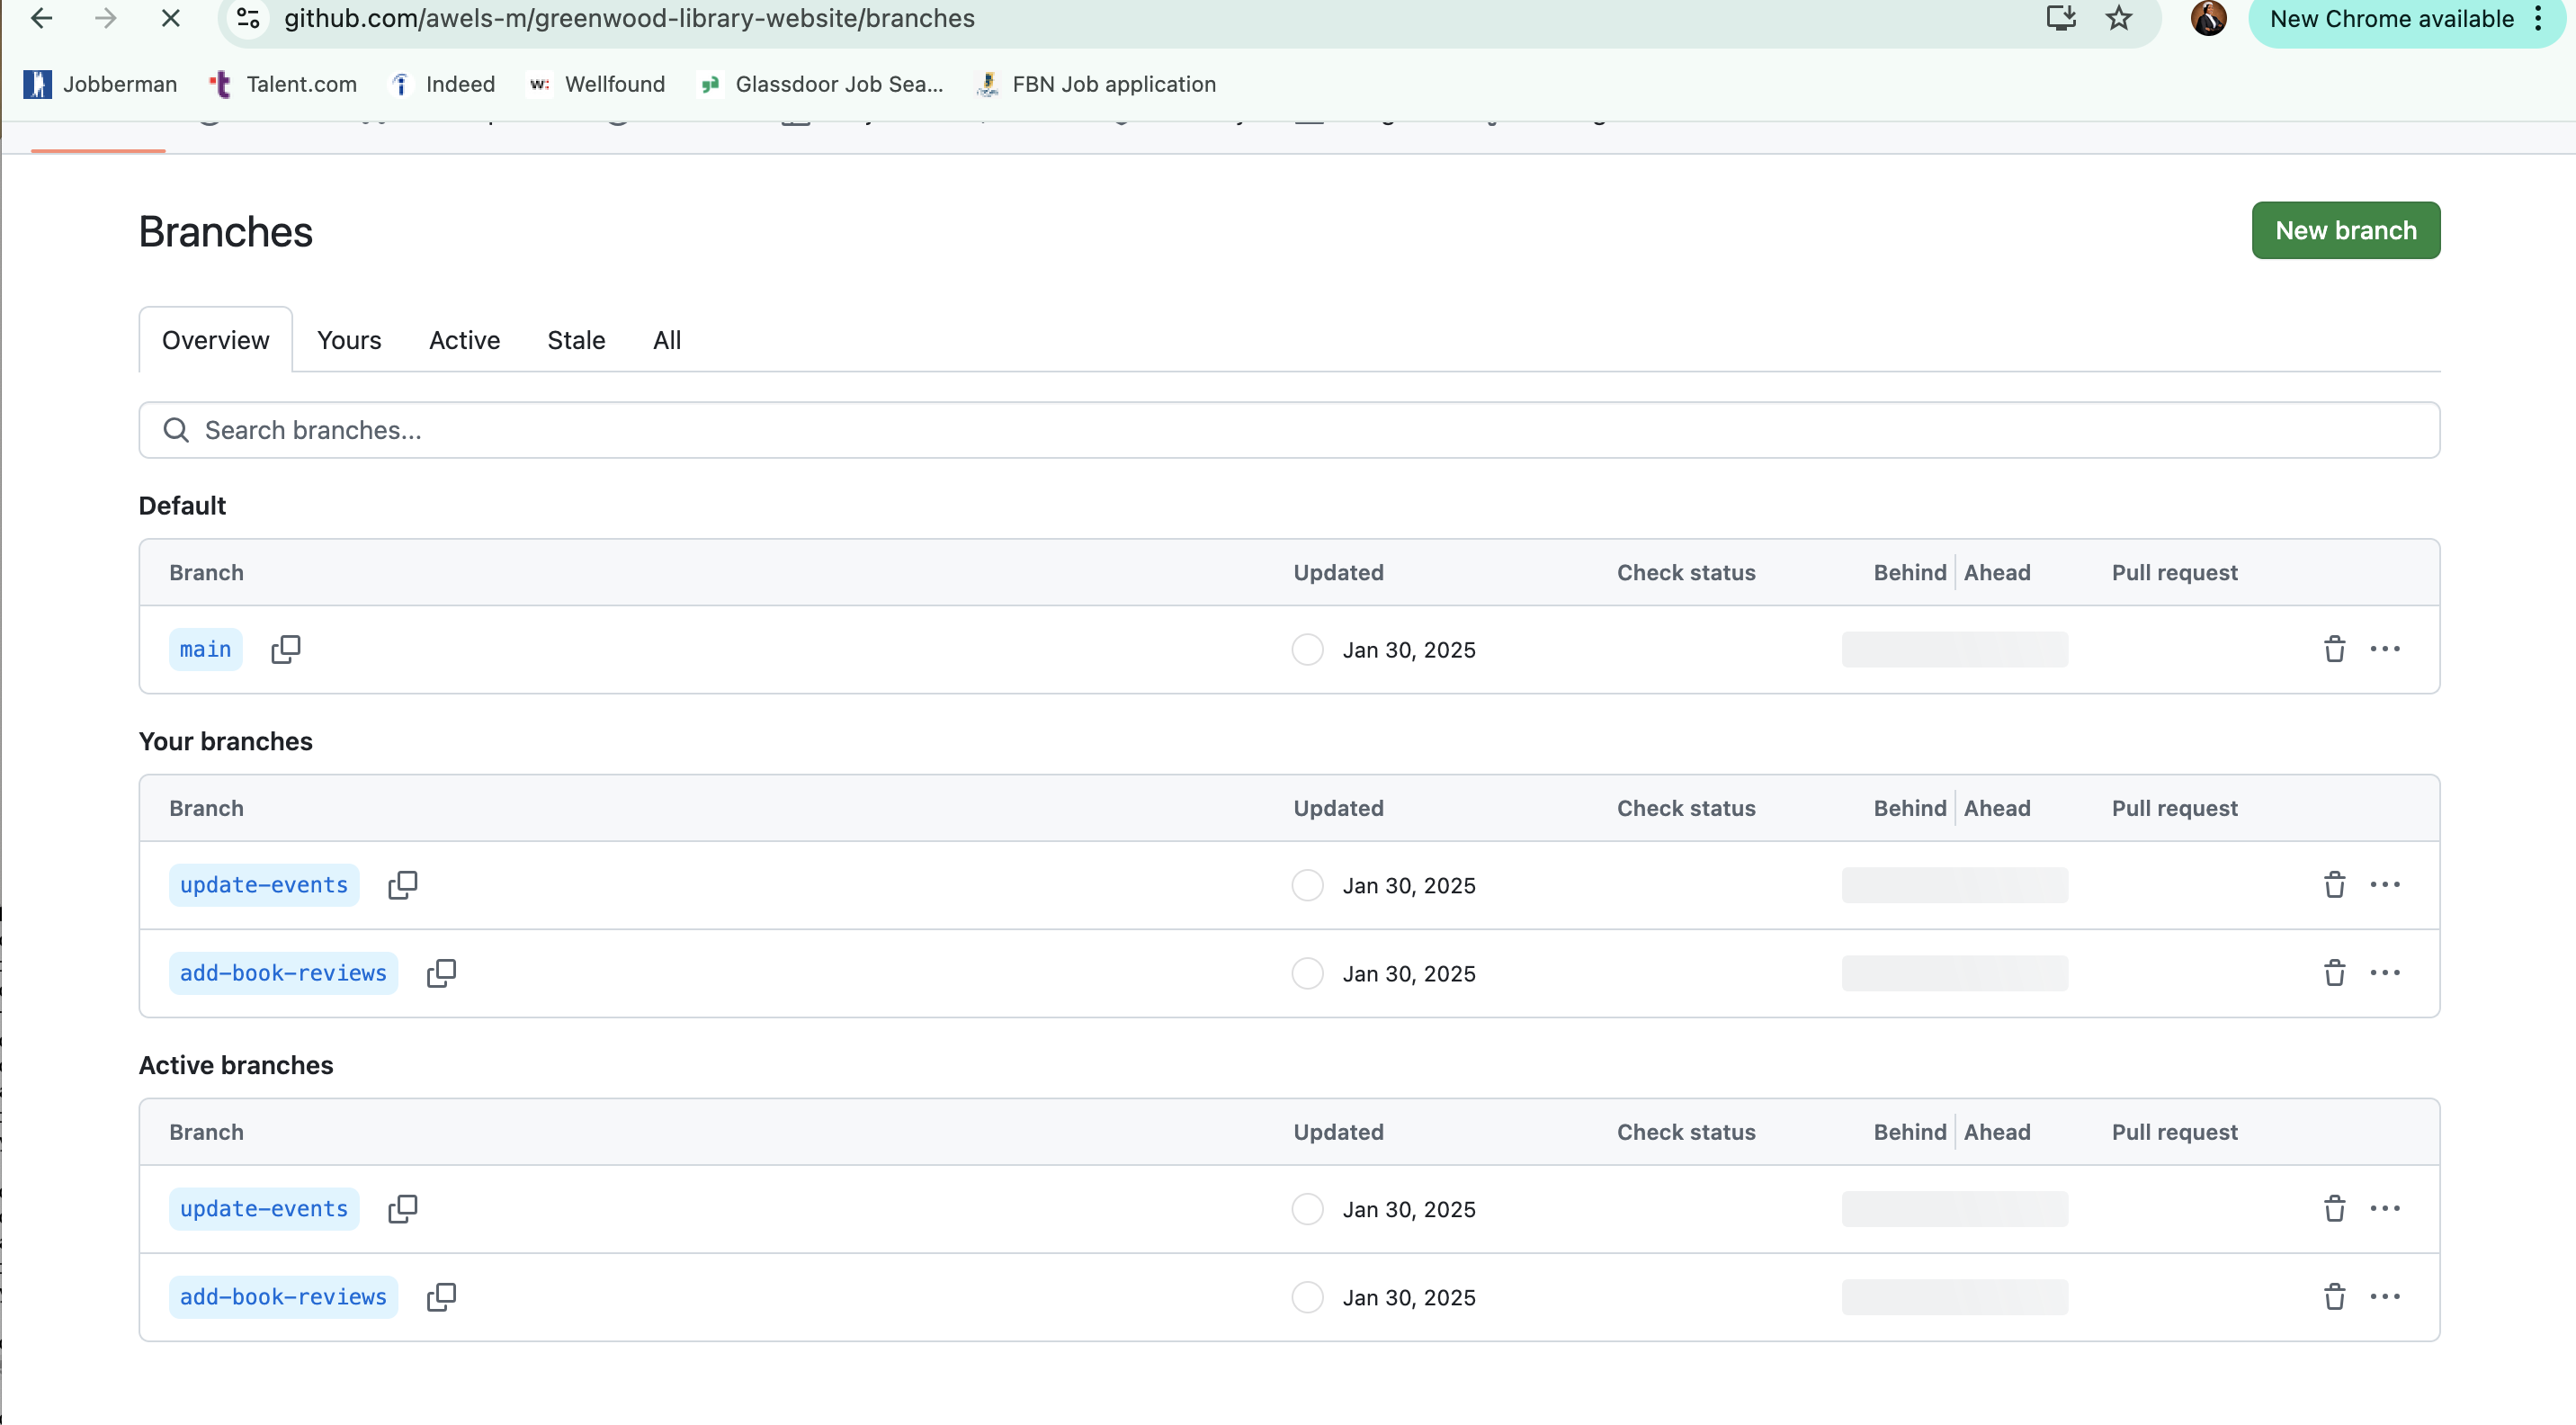 github.com/awels-m/greenwood-library-website/branches
New Chrome available
Jobberman Talent.com Indeed Wellfound Glassdoor Job Sea... FBN Job application
Branches
New branch
Overview Yours Active Stale All
Search branches...
Default
Branch Updated Check status Behind Ahead Pull request
main Jan 30, 2025
Your branches
Branch Updated Check status Behind Ahead Pull request
update-events Jan 30, 2025
add-book-reviews Jan 30, 2025
Active branches
Branch Updated Check status Behind Ahead Pull request
update-events Jan 30, 2025
add-book-reviews Jan 30, 2025